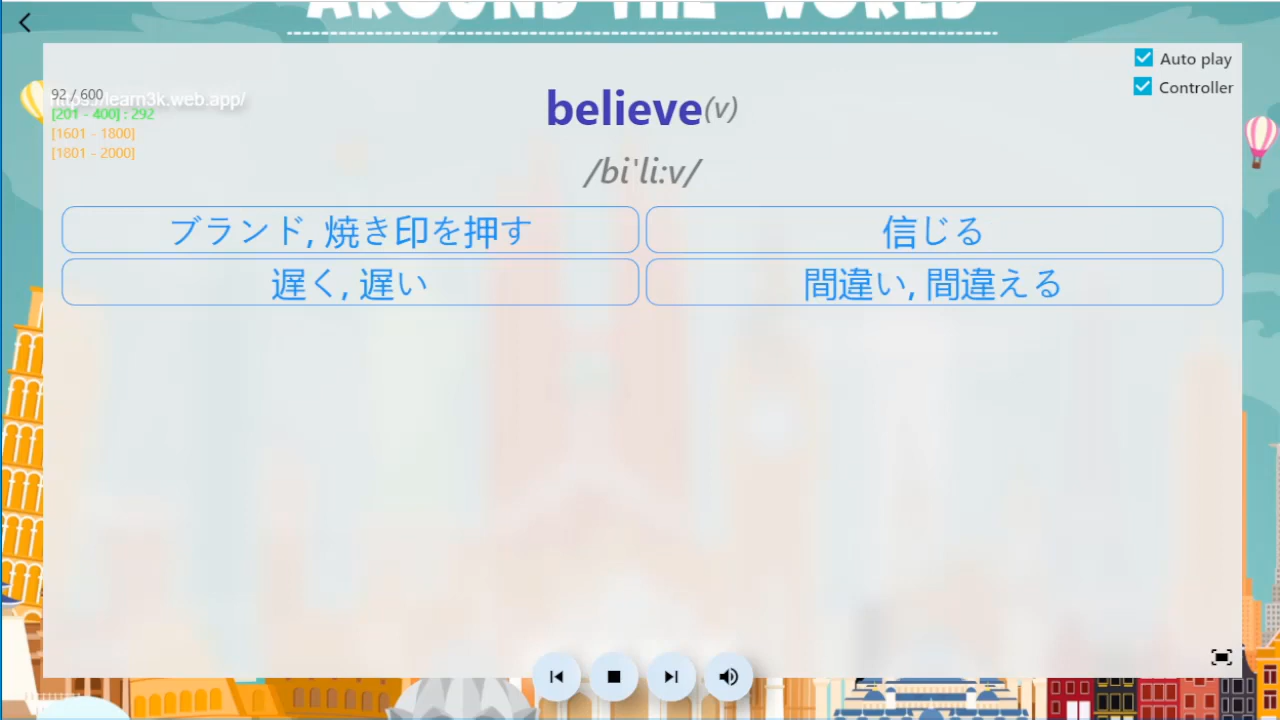 AROUND THE WORLD
Auto play
Controller
92 / 600
https://learn3k.web.app/
[201 - 400] : 292
[1601 - 1800]
[1801 - 2000]
believe(v)
/biˈli:v/
ブランド, 焼き印を押す
信じる
遅く, 遅い
間違い, 間違える